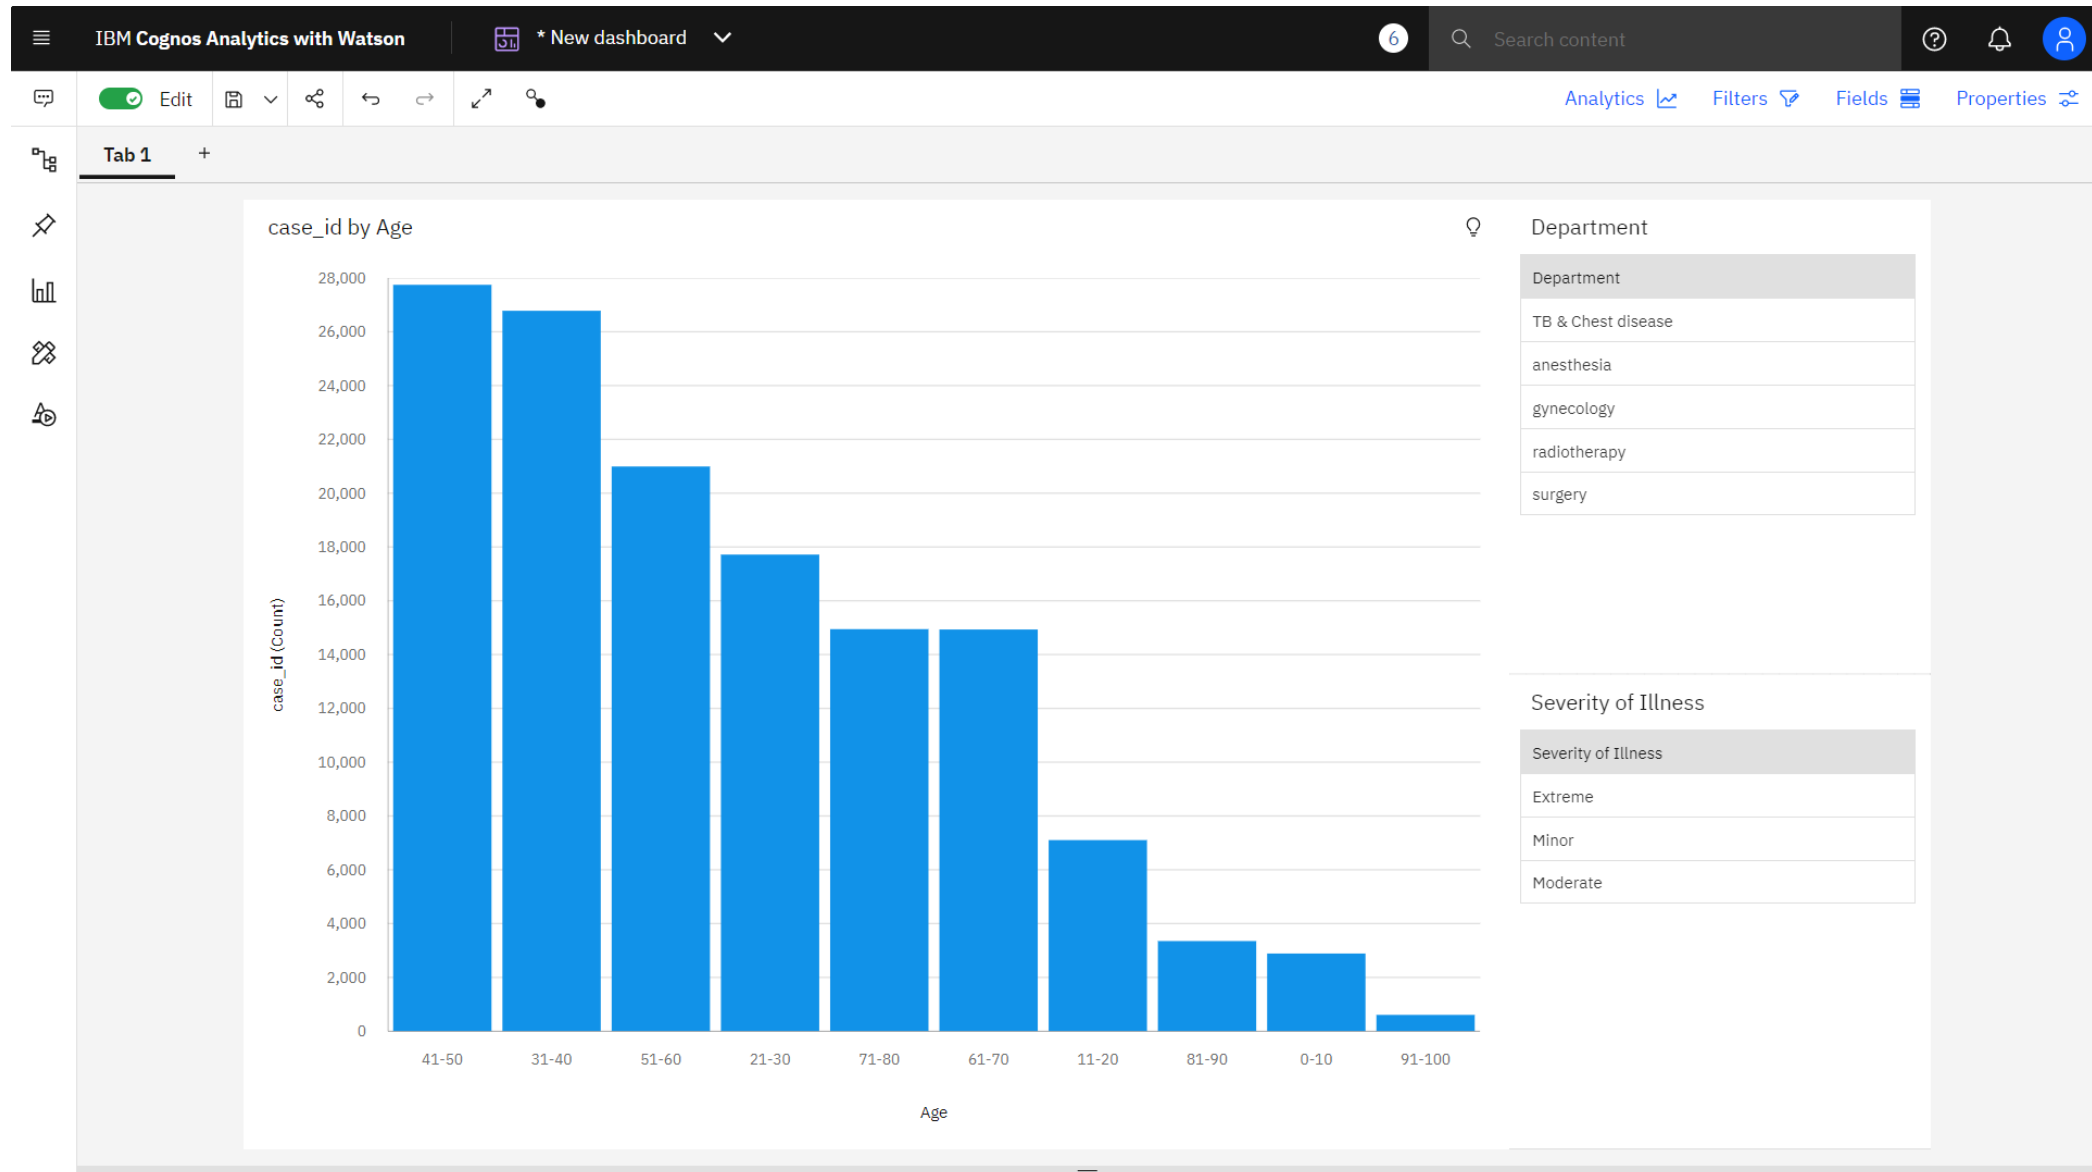 IBM Cognos Analytics with Watson
* New dashboard
6
Search content
Edit
Analytics
Filters
Fields
Properties
Tab 1
+
case_id by Age
28,000
26,000
24,000
22,000
20,000
18,000
16,000
14,000
12,000
10,000
8,000
6,000
4,000
2,000
0
case_id (Count)
41-50 31-40 51-60 21-30 71-80 61-70 11-20 81-90 0-10 91-100
Age
Department
Department
TB & Chest disease
anesthesia
gynecology
radiotherapy
surgery
Severity of Illness
Severity of Illness
Extreme
Minor
Moderate